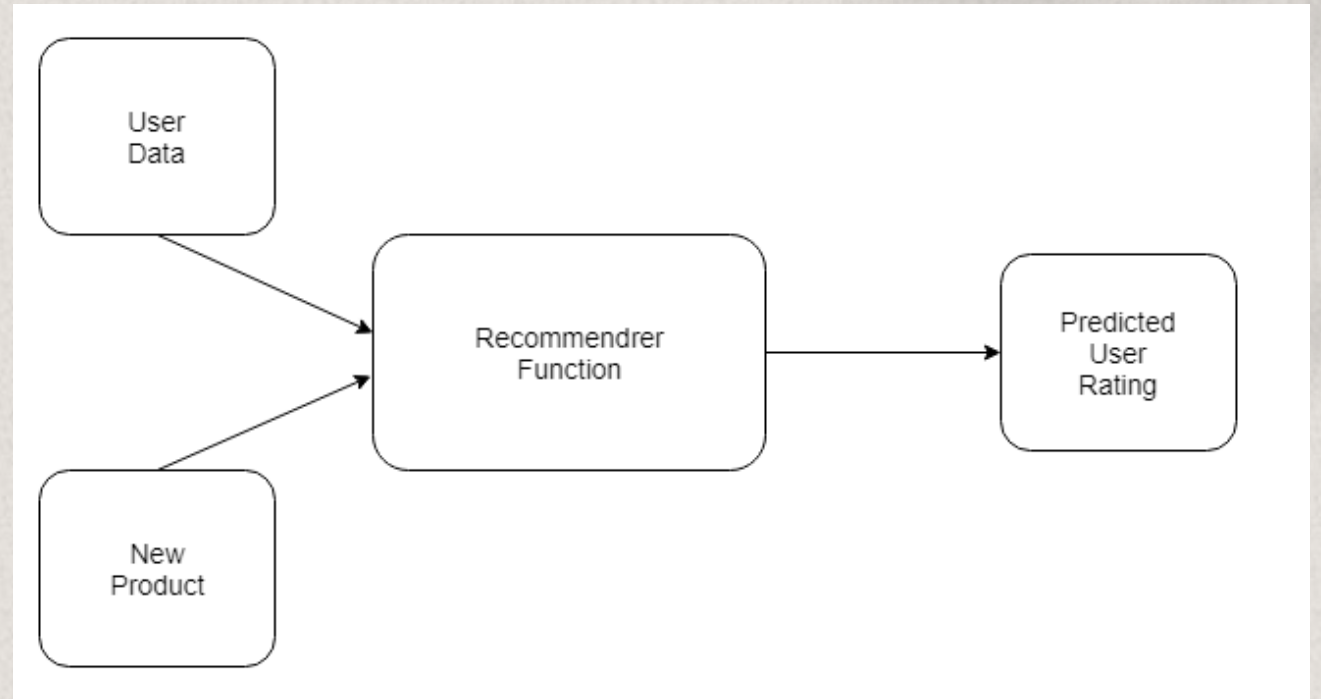 User
Data
Recommendrer
Function
Predicted
User
Rating
New
Product